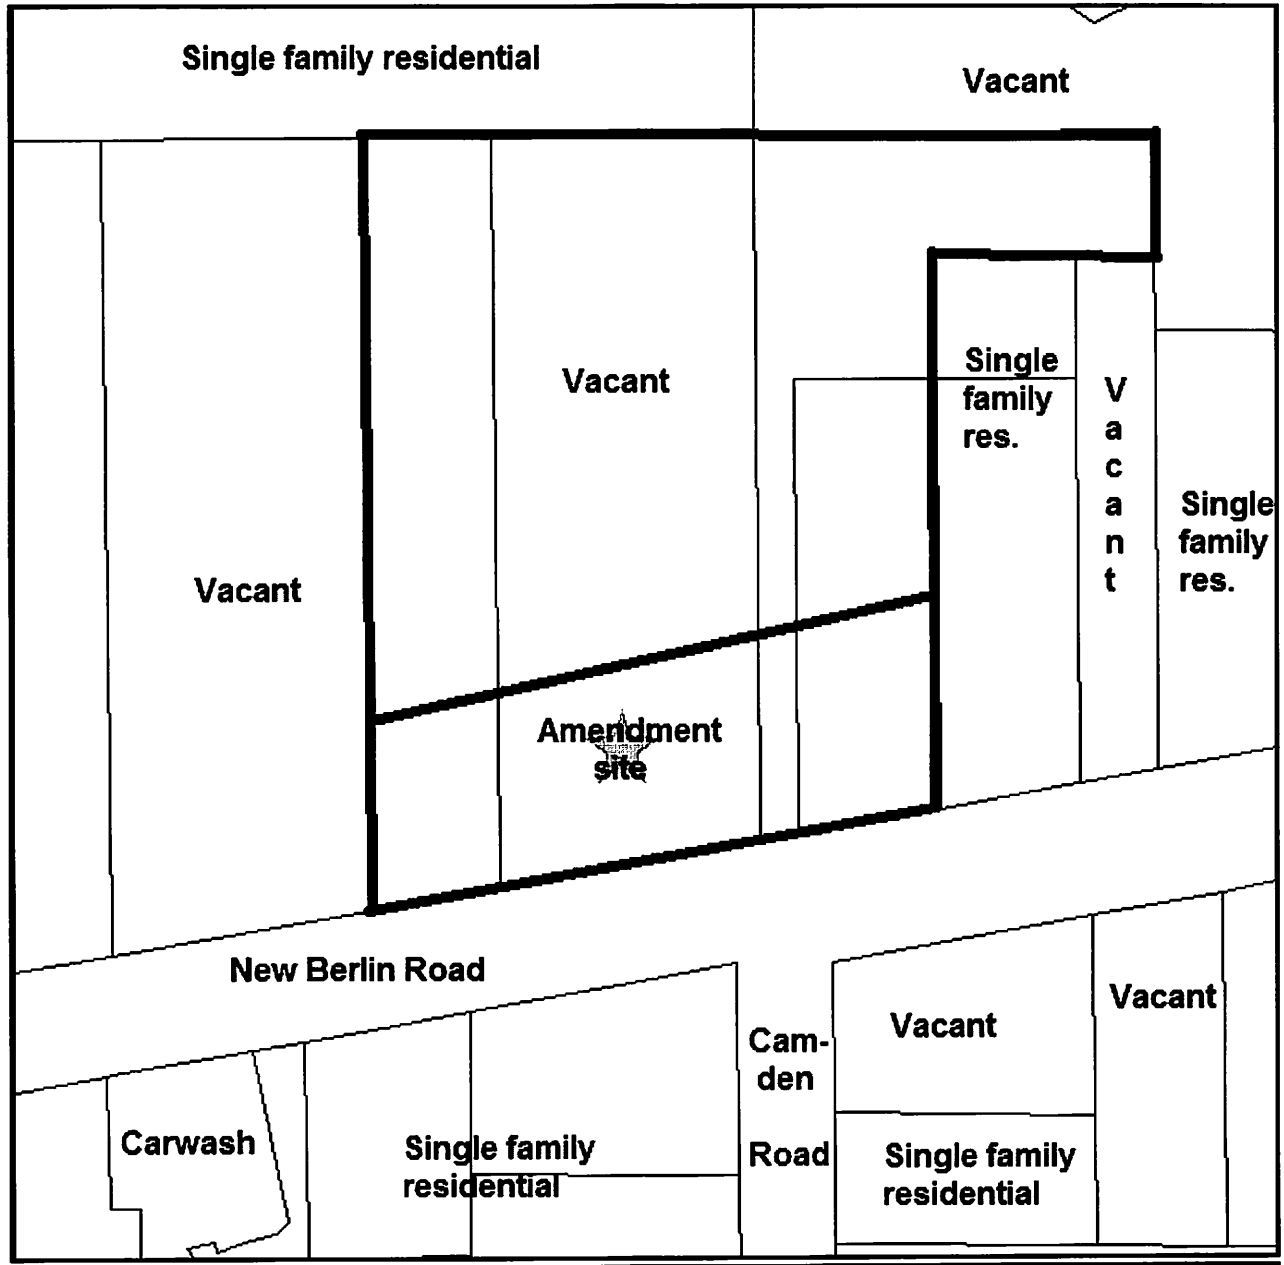 Single family residential
Vacant
Vacant
Single
family
res.
V
a
c
a
n
t
Single
family
res.
Vacant
Amendment
site
New Berlin Road
Cam-
den
Road
Vacant
Vacant
Carwash
Single family
residential
Single family
residential